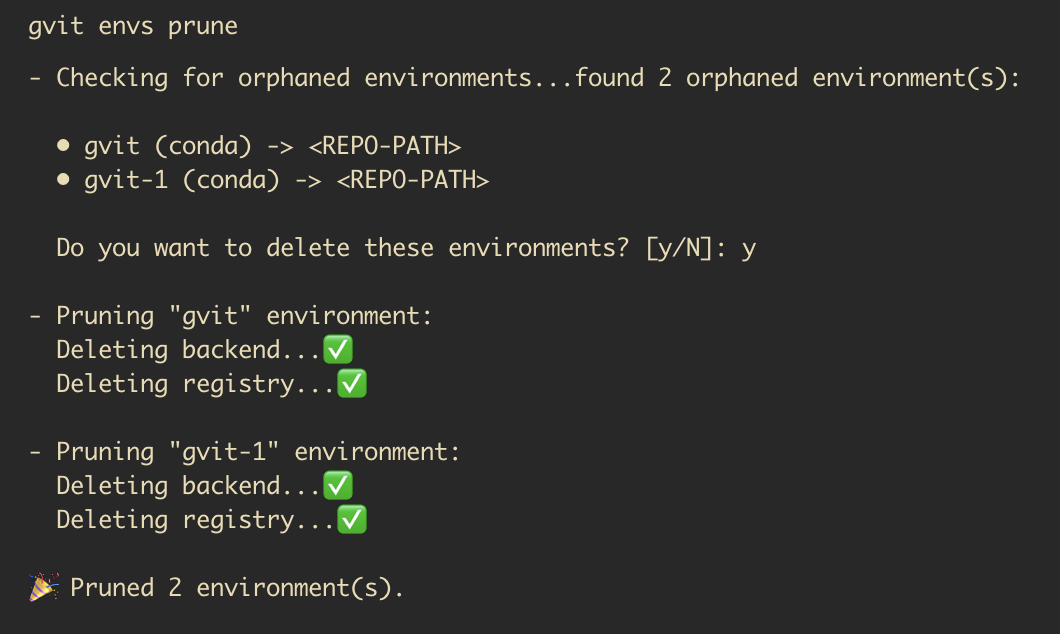 gvit envs prune
- Checking for orphaned environments...found 2 orphaned environment(s):
• gvit (conda) -> <REPO-PATH>
• gvit-1 (conda) -> <REPO-PATH>
Do you want to delete these environments? [y/N]: y
- Pruning "gvit" environment:
Deleting backend...✅
Deleting registry...✅
- Pruning "gvit-1" environment:
Deleting backend...✅
Deleting registry...✅
🎉 Pruned 2 environment(s).